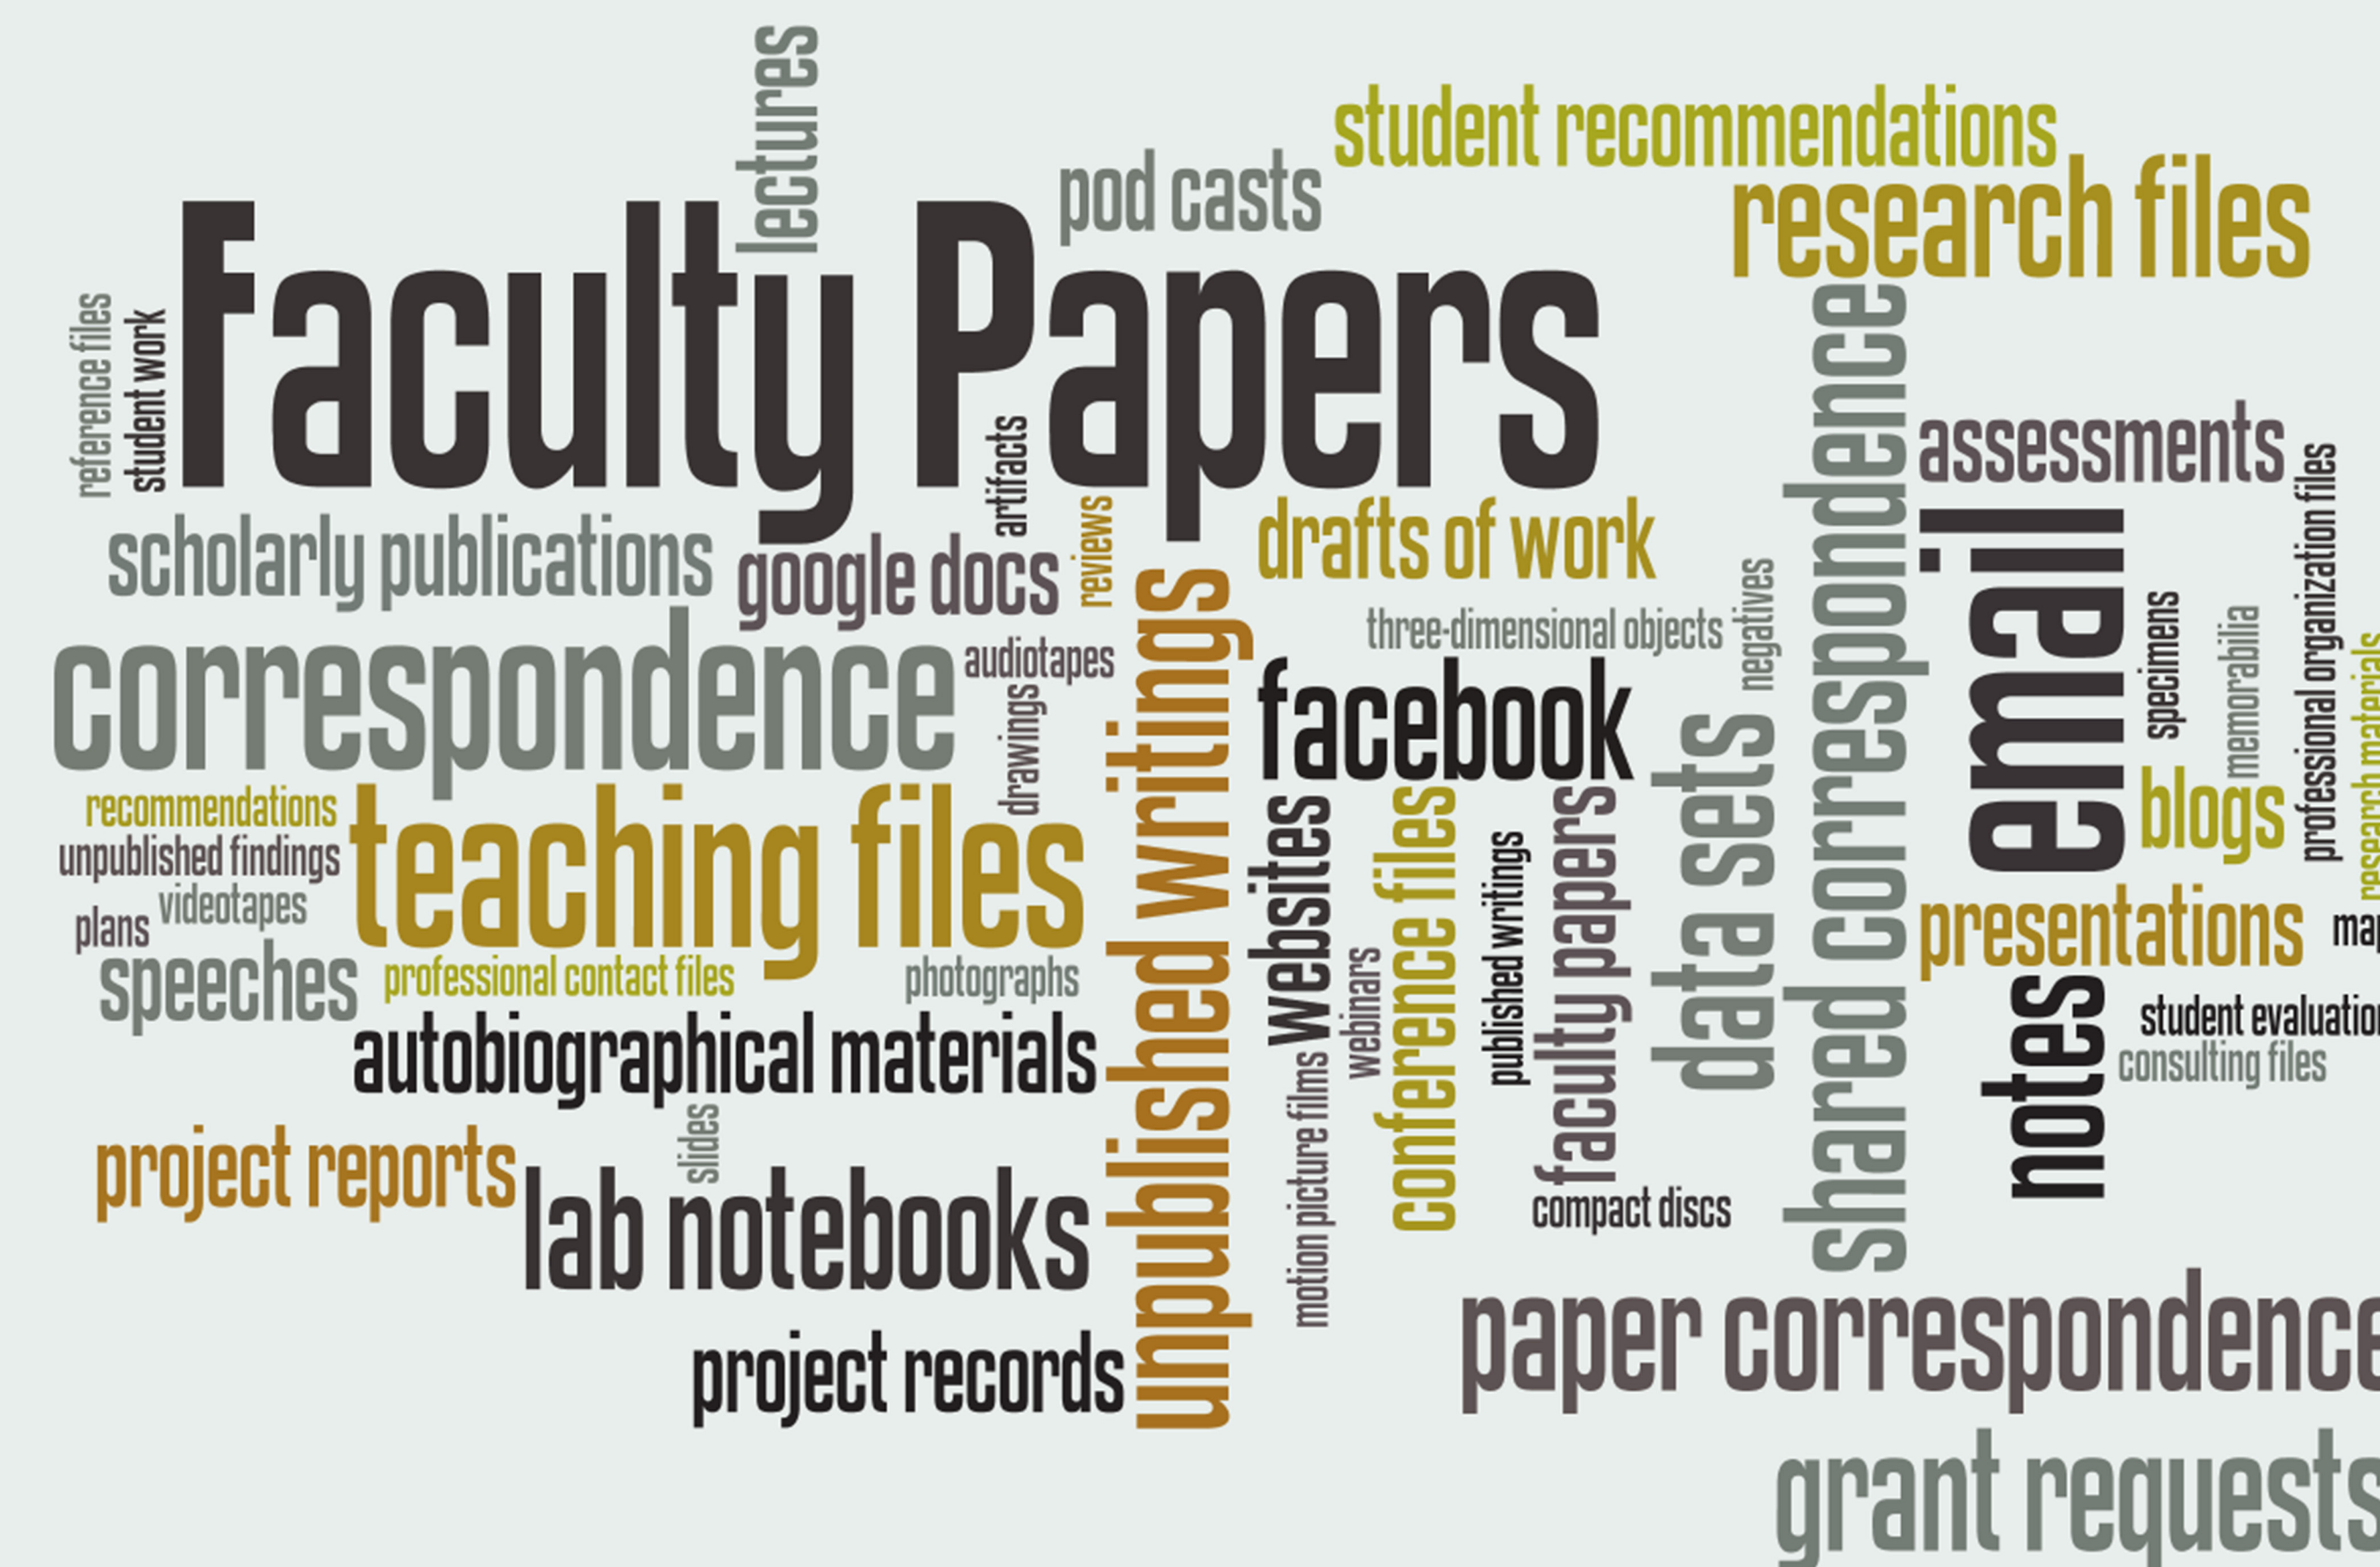 lectures
student recommendations
pod casts
research files
Faculty Papers
reference files
student work
artifacts
assessments
scholarly publications
google docs
reviews
drafts of work
three-dimensional objects
negatives
shared correspondence
email
specimens
memorabilia
professional organization files
research materials
correspondence
audiotapes
drawings
unpublished writings
facebook
data sets
blogs
recommendations
unpublished findings
videotapes
plans
teaching files
websites
conference files
published writings
faculty papers
webinars
presentations
map
speeches
professional contact files
photographs
notes
student evaluation
consulting files
autobiographical materials
motion picture films
slides
project reports
lab notebooks
compact discs
paper correspondence
project records
grant requests